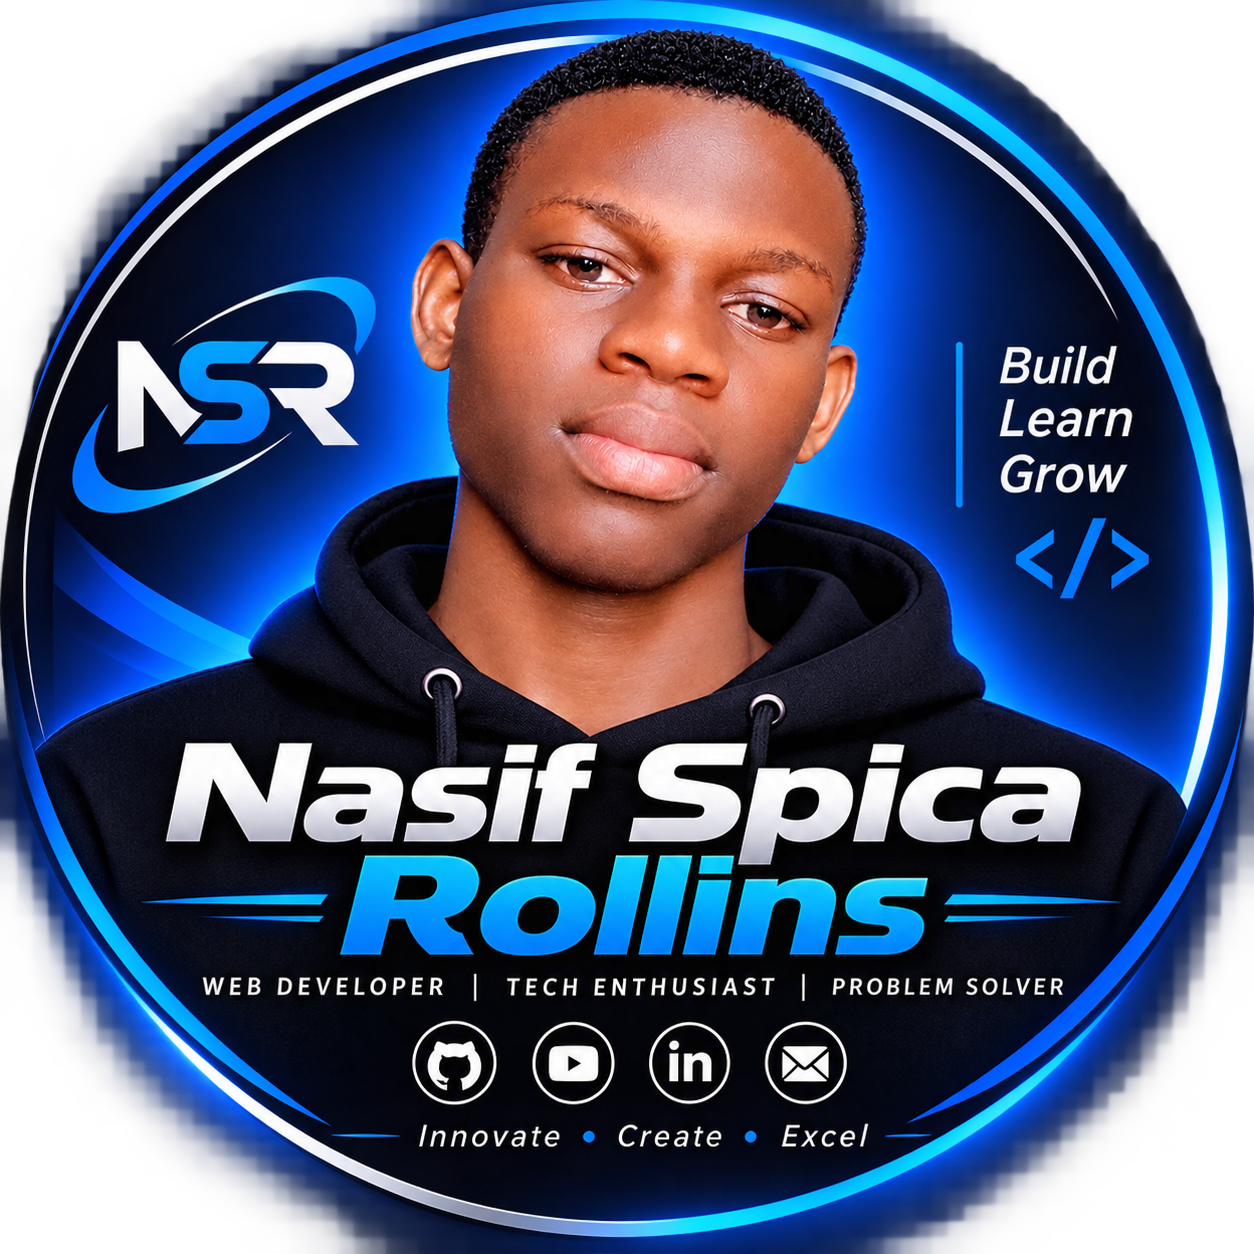 NSR
Build
Learn
Grow
</>
Nasif Spica
Rollins
WEB DEVELOPER | TECH ENTHUSIAST | PROBLEM SOLVER
in
Innovate • Create • Excel